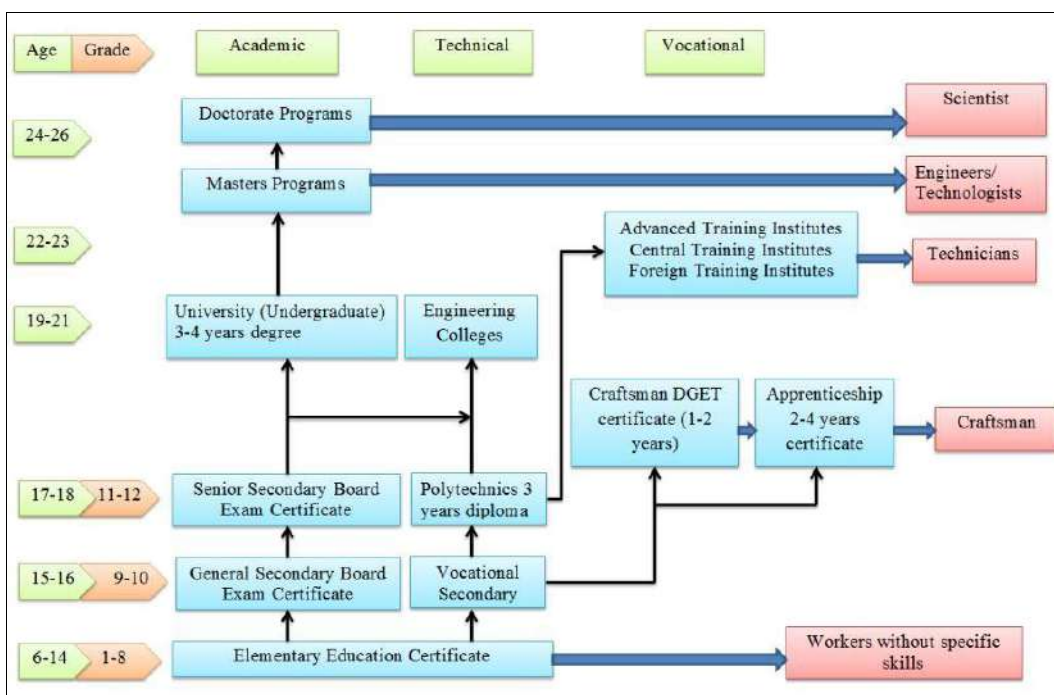 Age Grade Academic Technical Vocational
Scientist
Doctorate Programs
24-26
Masters Programs
Engineers/
Technologists
22-23
Advanced Training Institutes
Central Training Institutes
Foreign Training Institutes
Technicians
19-21
University (Undergraduate)
3-4 years degree
Engineering
Colleges
Craftsman DGET
certificate (1-2
years)
Apprenticeship
2-4 years
certificate
Craftsman
17-18 11-12
Senior Secondary Board
Exam Certificate
Polytechnics 3
years diploma
15-16 9-10
General Secondary Board
Exam Certificate
Vocational
Secondary
6-14 1-8
Elementary Education Certificate
Workers without specific
skills